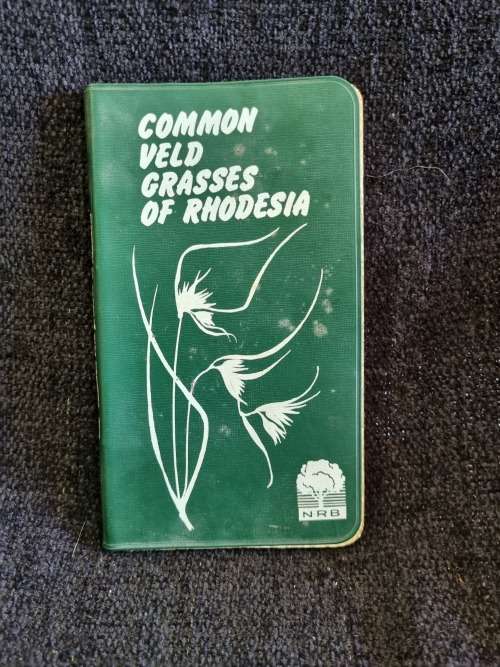 COMMON
VELD
GRASSES
OF RHODESIA
NRB